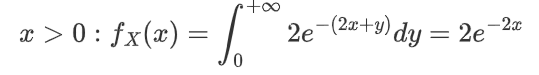 x > 0 : f_X(x) = ∫_0^{+∞} 2e^{-(2x+y)} dy = 2e^{-2x}